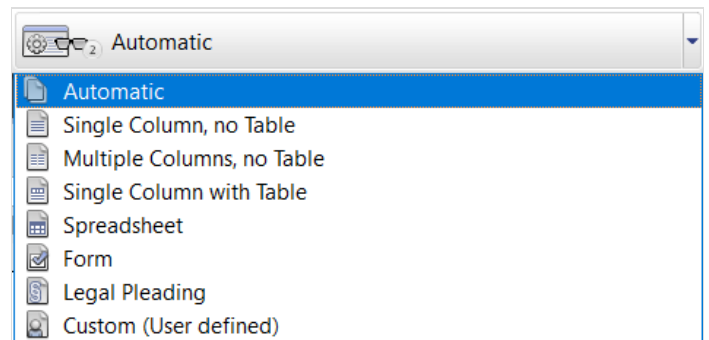 2 Automatic
Automatic
Single Column, no Table
Multiple Columns, no Table
Single Column with Table
Spreadsheet
Form
Legal Pleading
Custom (User defined)